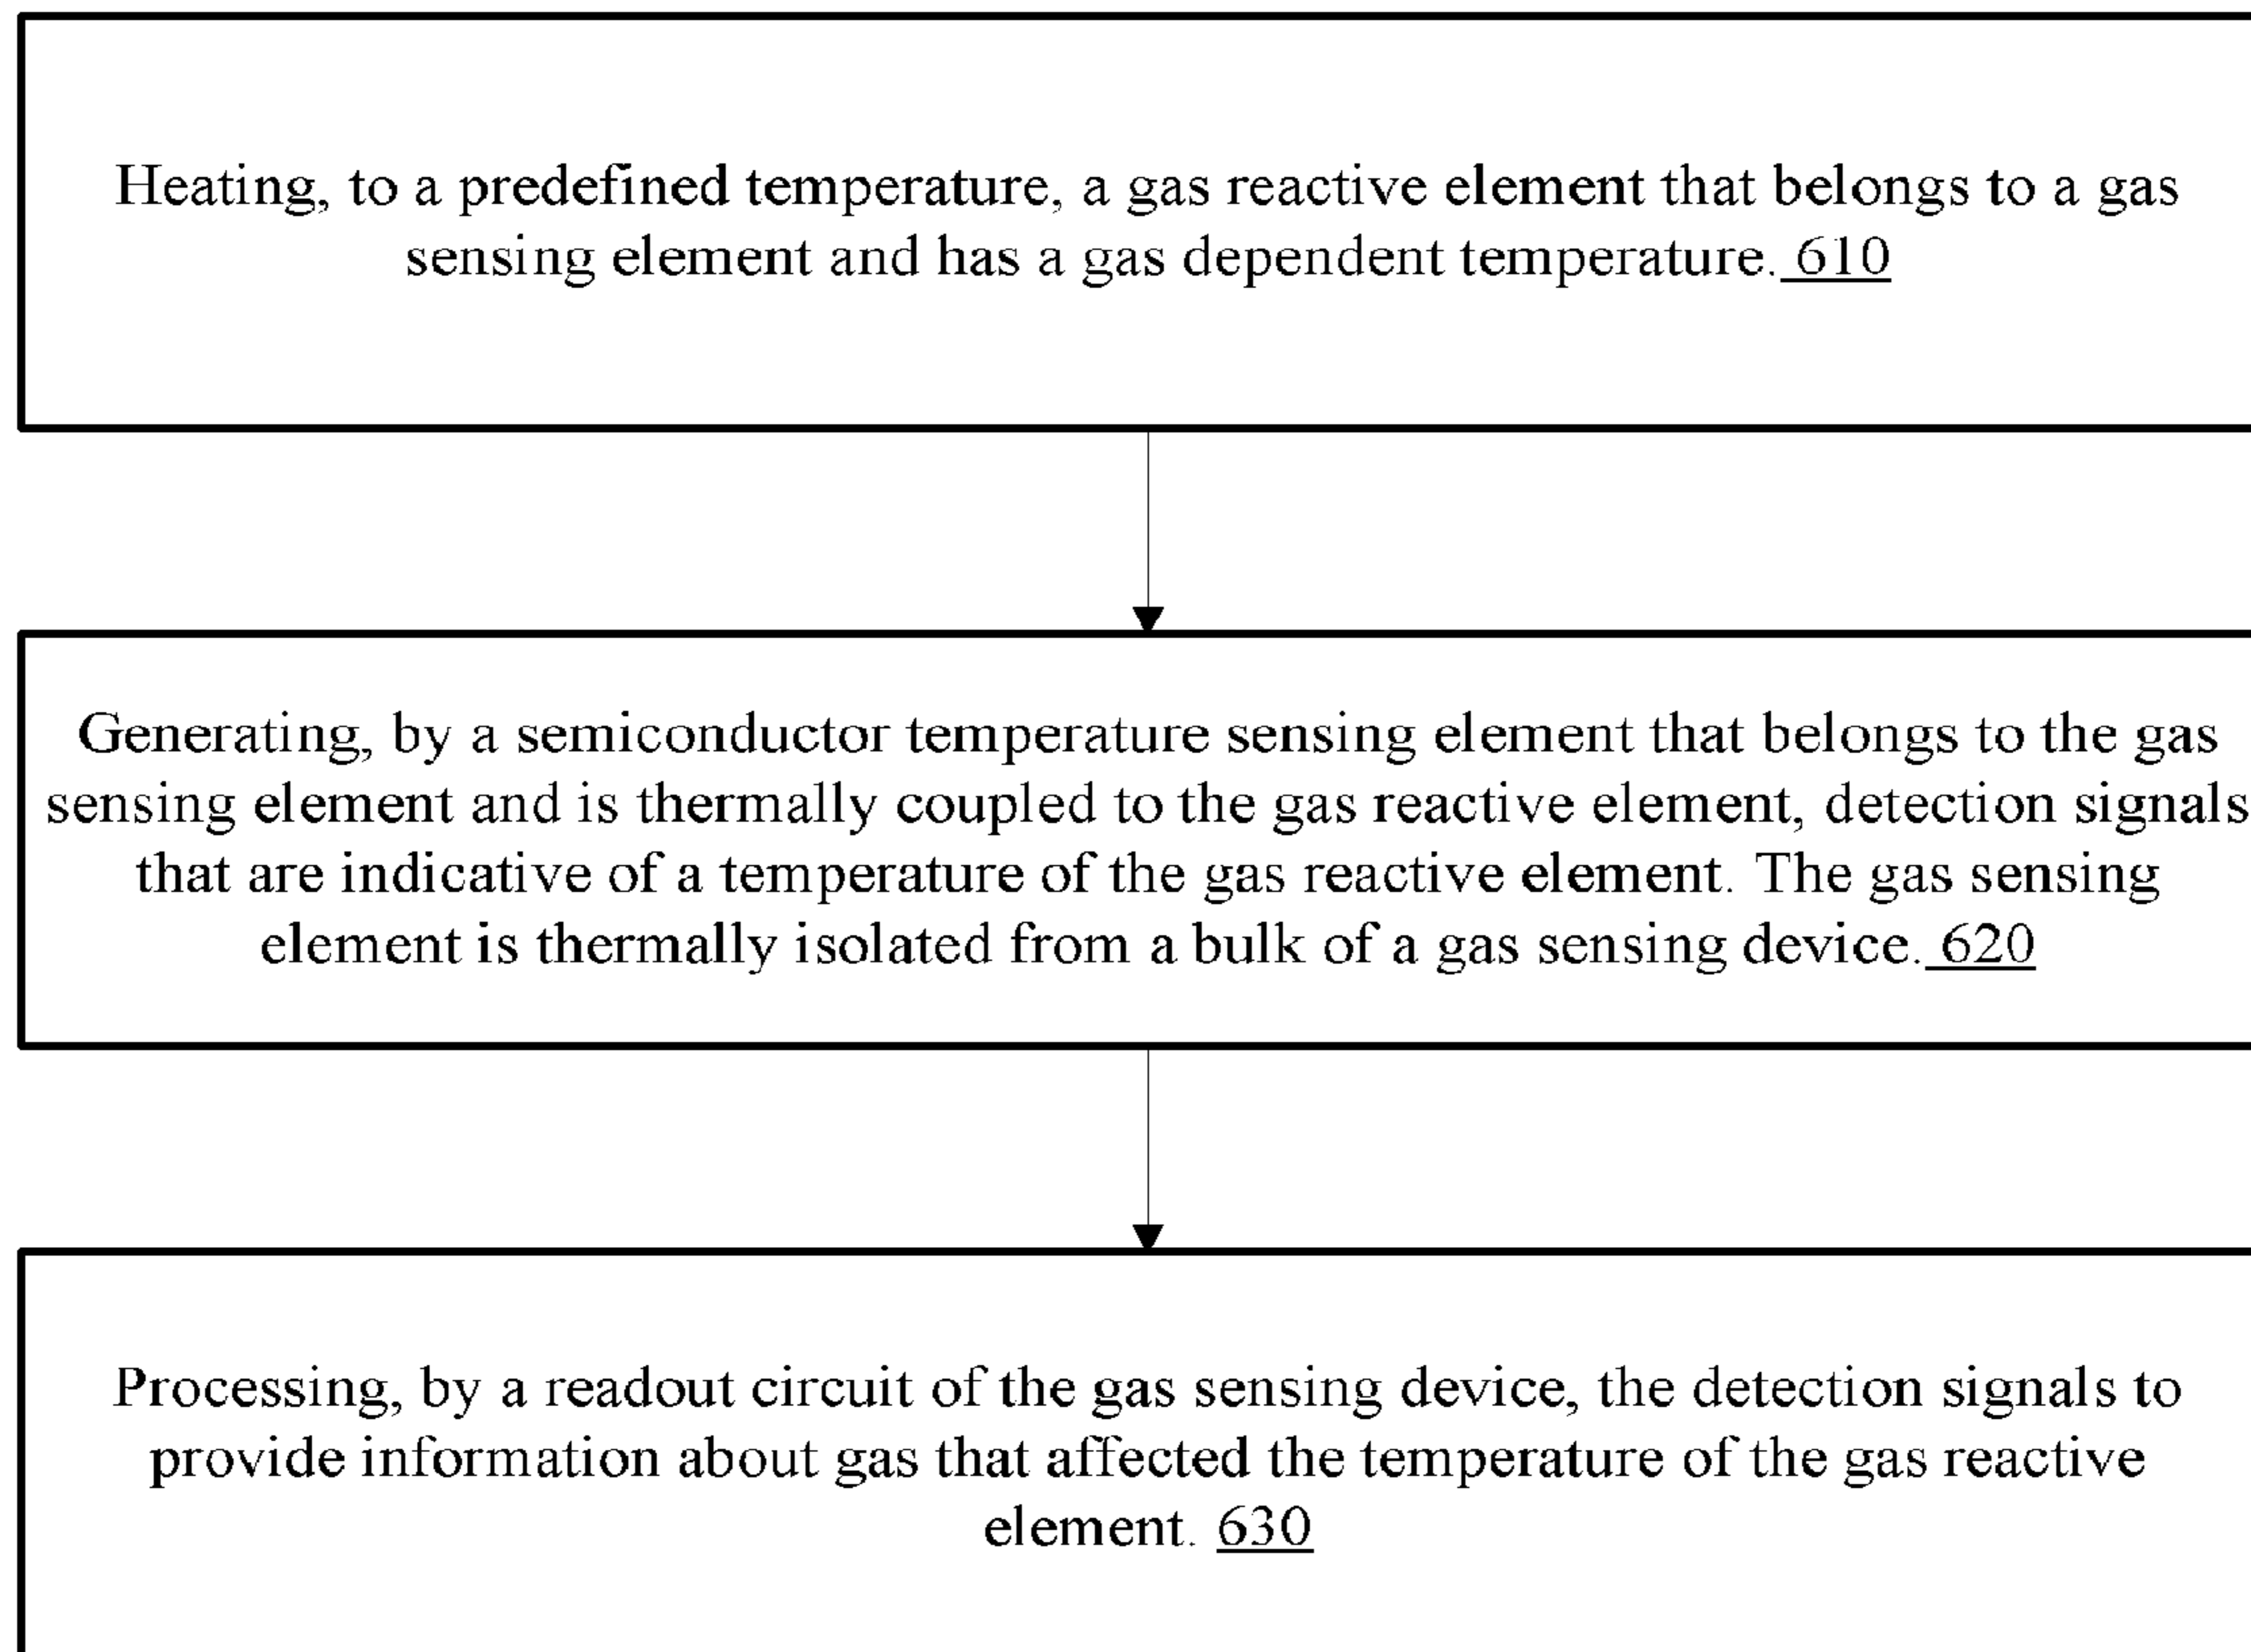 Heating, to a predefined temperature, a gas reactive element that belongs to a gas
sensing element and has a gas dependent temperature. 610
Generating, by a semiconductor temperature sensing element that belongs to the gas
sensing element and is thermally coupled to the gas reactive element, detection signals
that are indicative of a temperature of the gas reactive element. The gas sensing
element is thermally isolated from a bulk of a gas sensing device. 620
Processing, by a readout circuit of the gas sensing device, the detection signals to
provide information about gas that affected the temperature of the gas reactive
element. 630